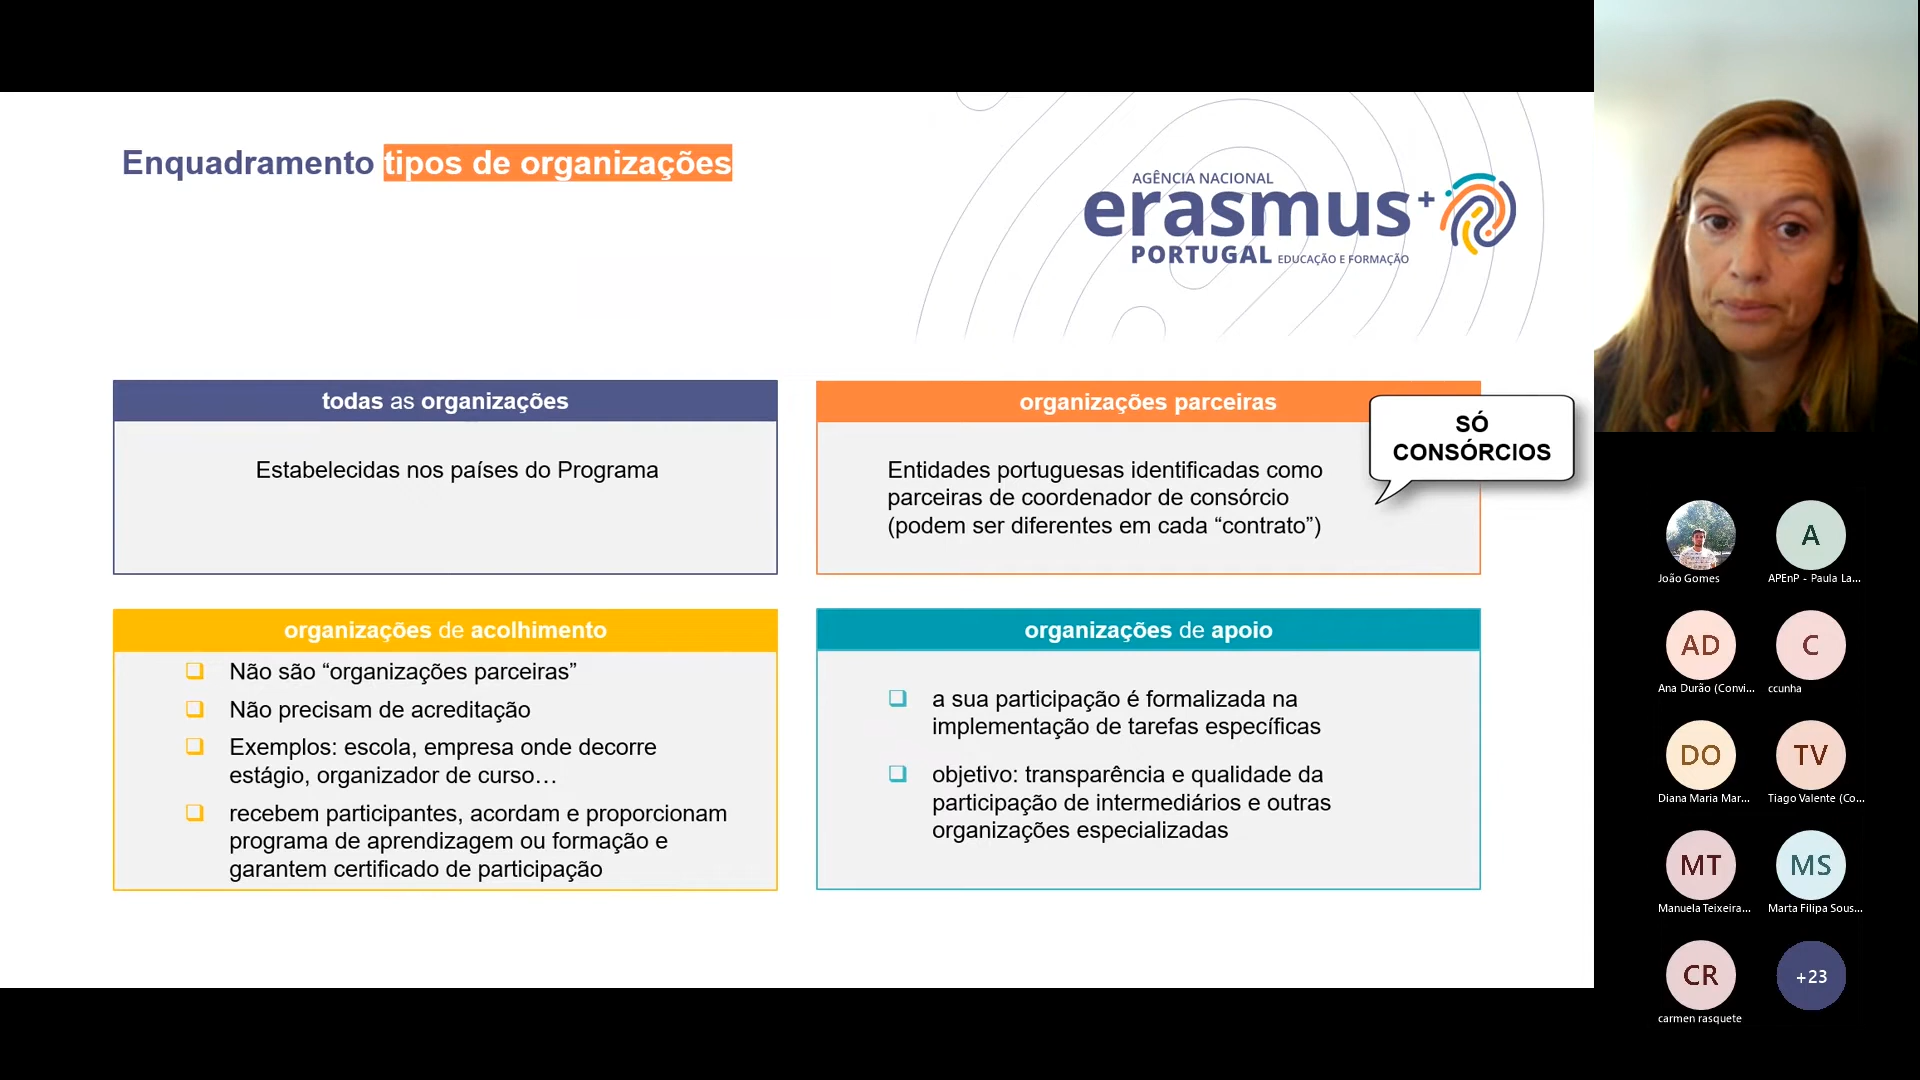 Enquadramento tipos de organizações
AGÊNCIA NACIONAL
erasmus+
PORTUGAL EDUCAÇÃO E FORMAÇÃO
todas as organizações
Estabelecidas nos países do Programa
organizações parceiras
SÓ
CONSÓRCIOS
Entidades portuguesas identificadas como
parceiras de coordenador de consórcio
(podem ser diferentes em cada “contrato”)
organizações de acolhimento
Não são “organizações parceiras”
Não precisam de acreditação
Exemplos: escola, empresa onde decorre
estágio, organizador de curso…
recebem participantes, acordam e proporcionam
programa de aprendizagem ou formação e
garantem certificado de participação
organizações de apoio
a sua participação é formalizada na
implementação de tarefas específicas
objetivo: transparência e qualidade da
participação de intermediários e outras
organizações especializadas
João Gomes
A
APEnP - Paula La...
AD
Ana Durão (Convi...
C
ccunha
DO
Diana Maria Mar...
TV
Tiago Valente (Co...
MT
Manuela Teixeira...
MS
Marta Filipa Sous...
CR
carmen rasquete
+23